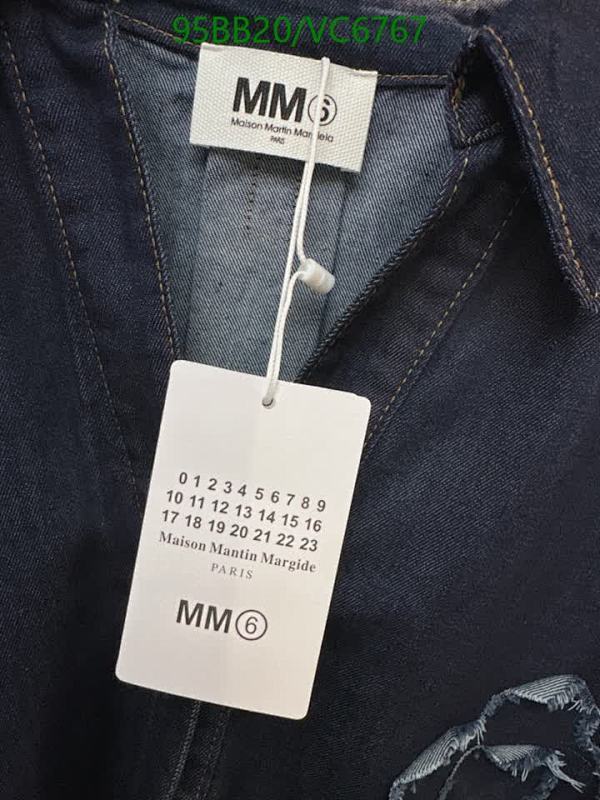 95BB20/VC6767
MM6
Maison Martin Margiela
PARIS
0 1 2 3 4 5 6 7 8 9
10 11 12 13 14 15 16
17 18 19 20 21 22 23
Maison Mantin Margide
PARIS
MM6